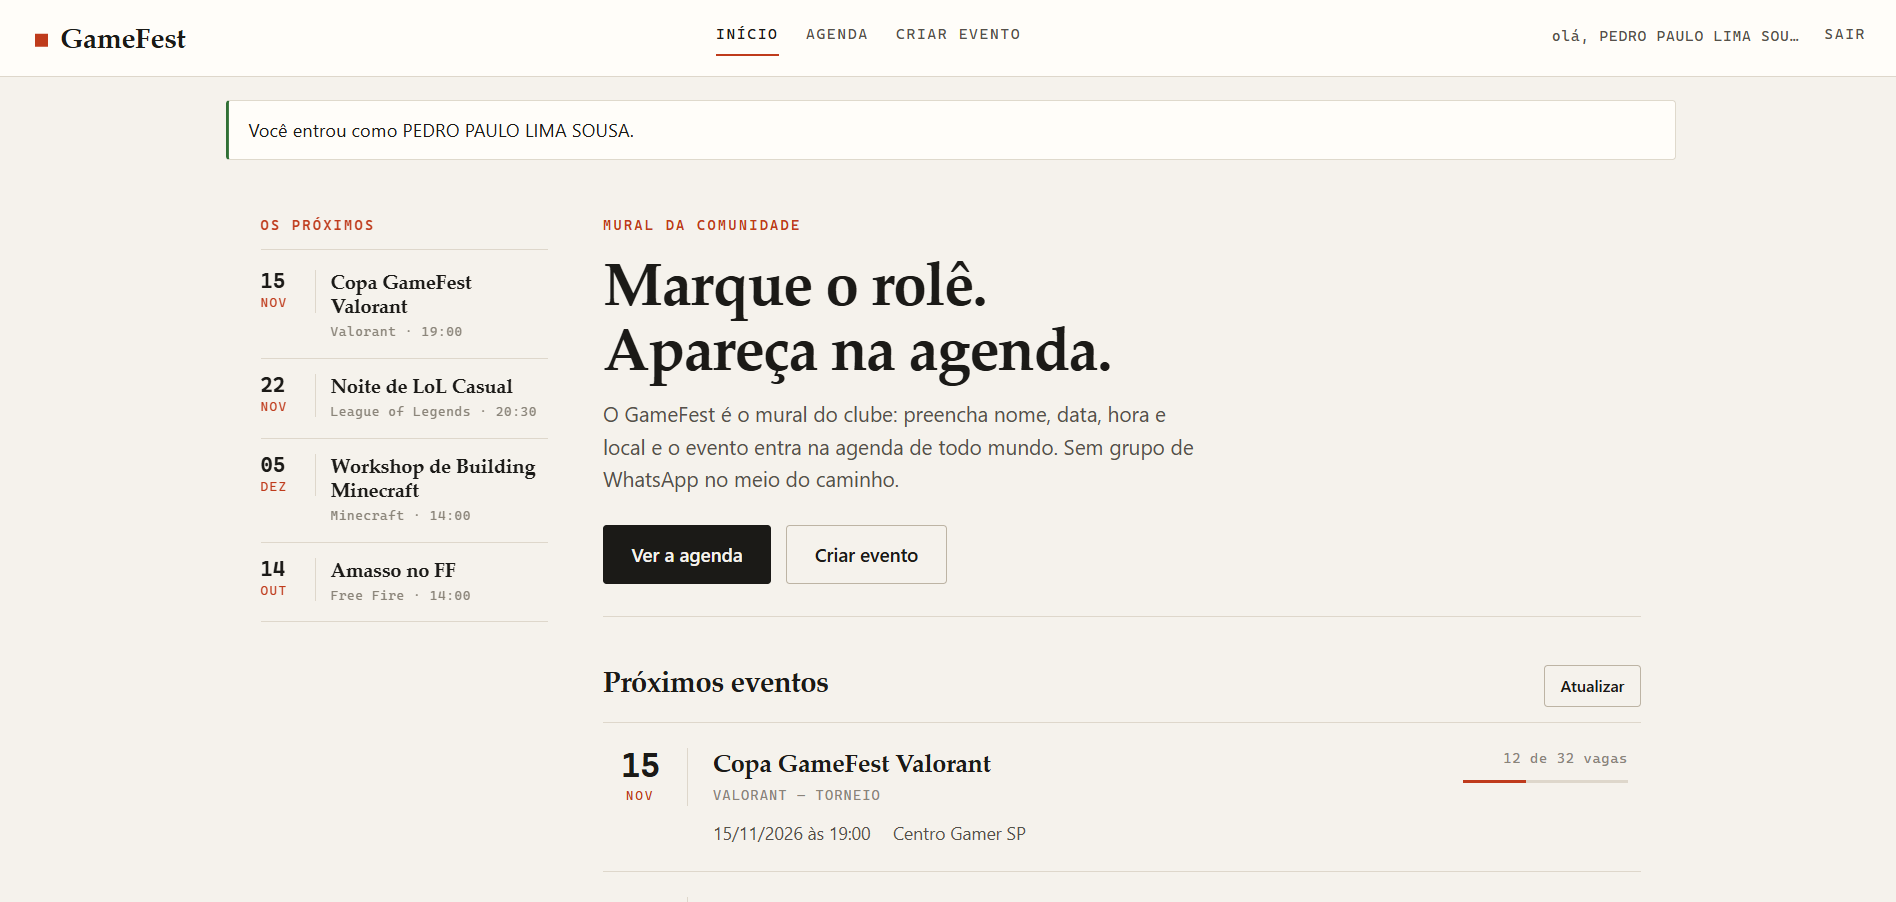 GameFest
INÍCIO
AGENDA
CRIAR EVENTO
olá, PEDRO PAULO LIMA SOU…
SAIR
Você entrou como PEDRO PAULO LIMA SOUSA.
OS PRÓXIMOS
15
NOV
Copa GameFest
Valorant
Valorant · 19:00
22
NOV
Noite de LoL Casual
League of Legends · 20:30
05
DEZ
Workshop de Building
Minecraft
Minecraft · 14:00
14
OUT
Amasso no FF
Free Fire · 14:00
MURAL DA COMUNIDADE
Marque o rolê.
Apareça na agenda.
O GameFest é o mural do clube: preencha nome, data, hora e
local e o evento entra na agenda de todo mundo. Sem grupo de
WhatsApp no meio do caminho.
Ver a agenda
Criar evento
Próximos eventos
Atualizar
15
NOV
Copa GameFest Valorant
VALORANT — TORNEIO
15/11/2026 às 19:00
Centro Gamer SP
12 de 32 vagas